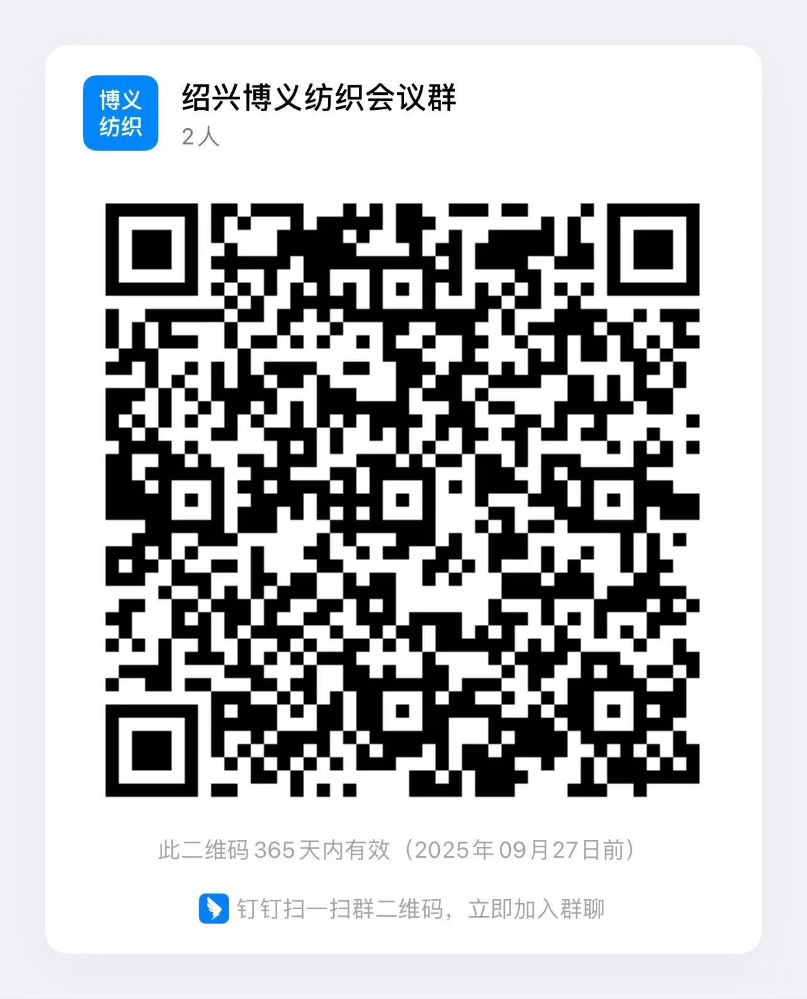 博义
纺织
绍兴博义纺织会议群
2人
此二维码365天内有效（2025年09月27日前）
钉钉扫一扫群二维码，立即加入群聊